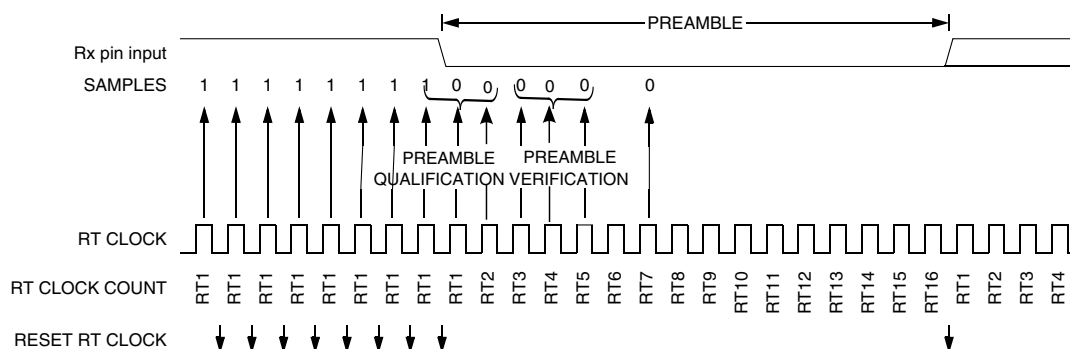 PREAMBLE
Rx pin input
SAMPLES 1 1 1 1 1 1 1 1 0 0 0 0 0 0
PREAMBLE PREAMBLE
QUALIFICATION VERIFICATION
RT CLOCK
RT CLOCK COUNT RT1 RT1 RT1 RT1 RT1 RT1 RT1 RT1 RT1 RT2 RT3 RT4 RT5 RT6 RT7 RT8 RT9 RT10 RT11 RT12 RT13 RT14 RT15 RT16 RT1 RT2 RT3 RT4
RESET RT CLOCK